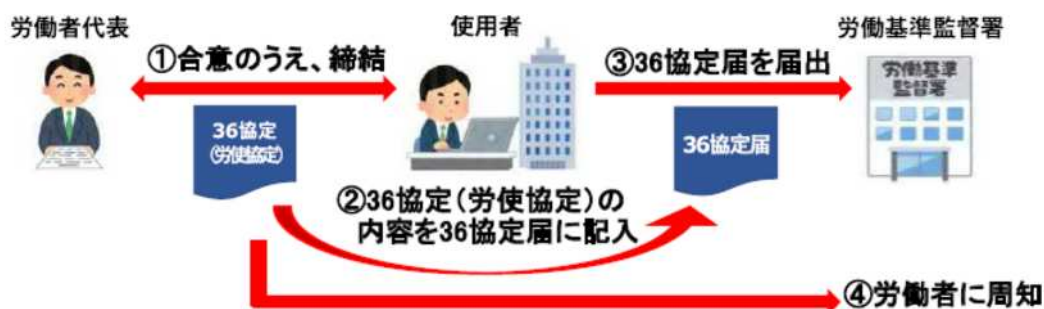 労働者代表
使用者
労働基準監督署
①合意のうえ、締結
③36協定届を届出
労働基準
監督署
36協定
(労使協定)
36協定届
②36協定(労使協定)の
内容を36協定届に記入
④労働者に周知